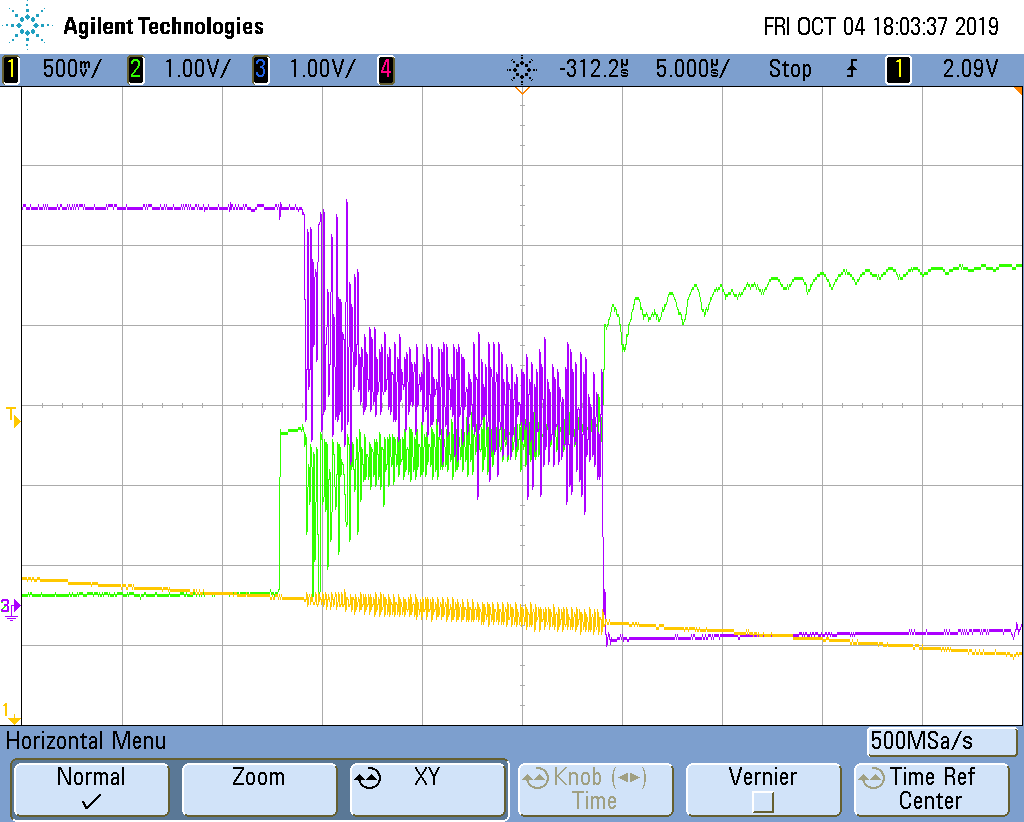 Agilent Technologies
FRI OCT 04 18:03:37 2019
1 500mV/ 2 1.00V/ 3 1.00V/ 4 -312.2µs 5.000µs/ Stop 1 2.09V
T
3
1
Horizontal Menu
500MSa/s
Normal
Zoom
XY
Knob (◄►)
Time
Vernier
Time Ref
Center